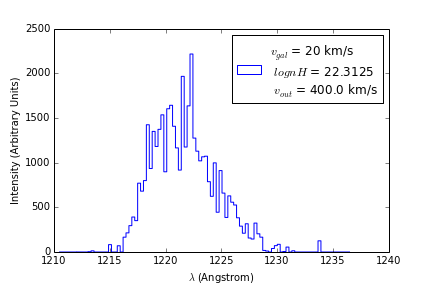 2500
2000
1500
1000
500
0
Intensity (Arbitrary Units)
v_gal = 20 km/s
lognH = 22.3125
v_out = 400.0 km/s
1210 1215 1220 1225 1230 1235 1240
λ (Angstrom)